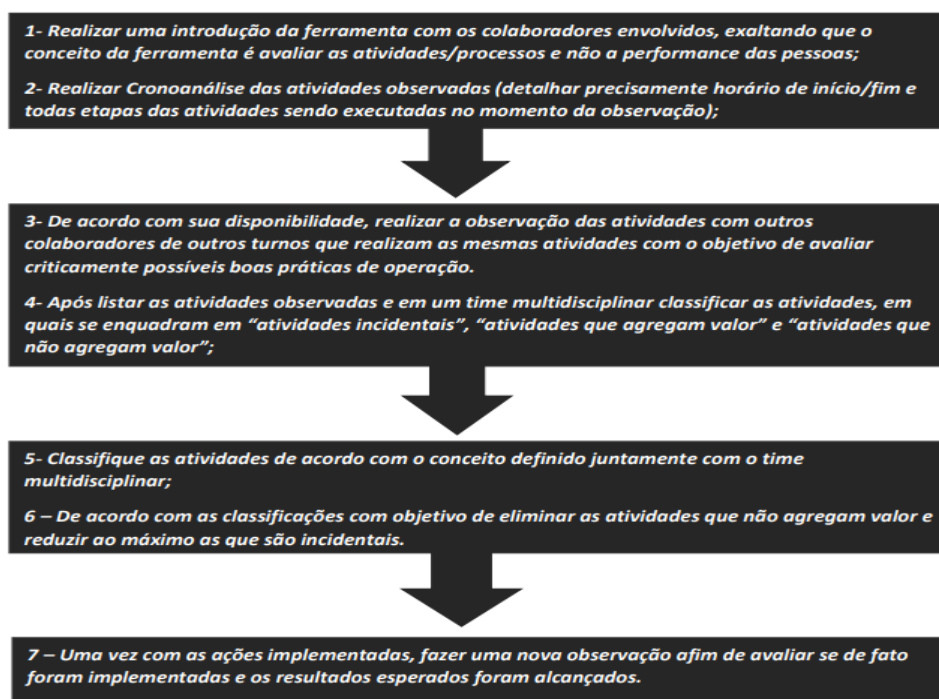 1- Realizar uma introdução da ferramenta com os colaboradores envolvidos, exaltando que o
conceito da ferramenta é avaliar as atividades/processos e não a performance das pessoas;
2- Realizar Cronoanálise das atividades observadas (detalhar precisamente horário de início/fim e
todas etapas das atividades sendo executadas no momento da observação);
3- De acordo com sua disponibilidade, realizar a observação das atividades com outros
colaboradores de outros turnos que realizam as mesmas atividades com o objetivo de avaliar
criticamente possíveis boas práticas de operação.
4- Após listar as atividades observadas e em um time multidisciplinar classificar as atividades, em
quais se enquadram em “atividades incidentais”, “atividades que agregam valor” e “atividades que
não agregam valor”;
5- Classifique as atividades de acordo com o conceito definido juntamente com o time
multidisciplinar;
6 – De acordo com as classificações com objetivo de eliminar as atividades que não agregam valor e
reduzir ao máximo as que são incidentais.
7 – Uma vez com as ações implementadas, fazer uma nova observação afim de avaliar se de fato
foram implementadas e os resultados esperados foram alcançados.